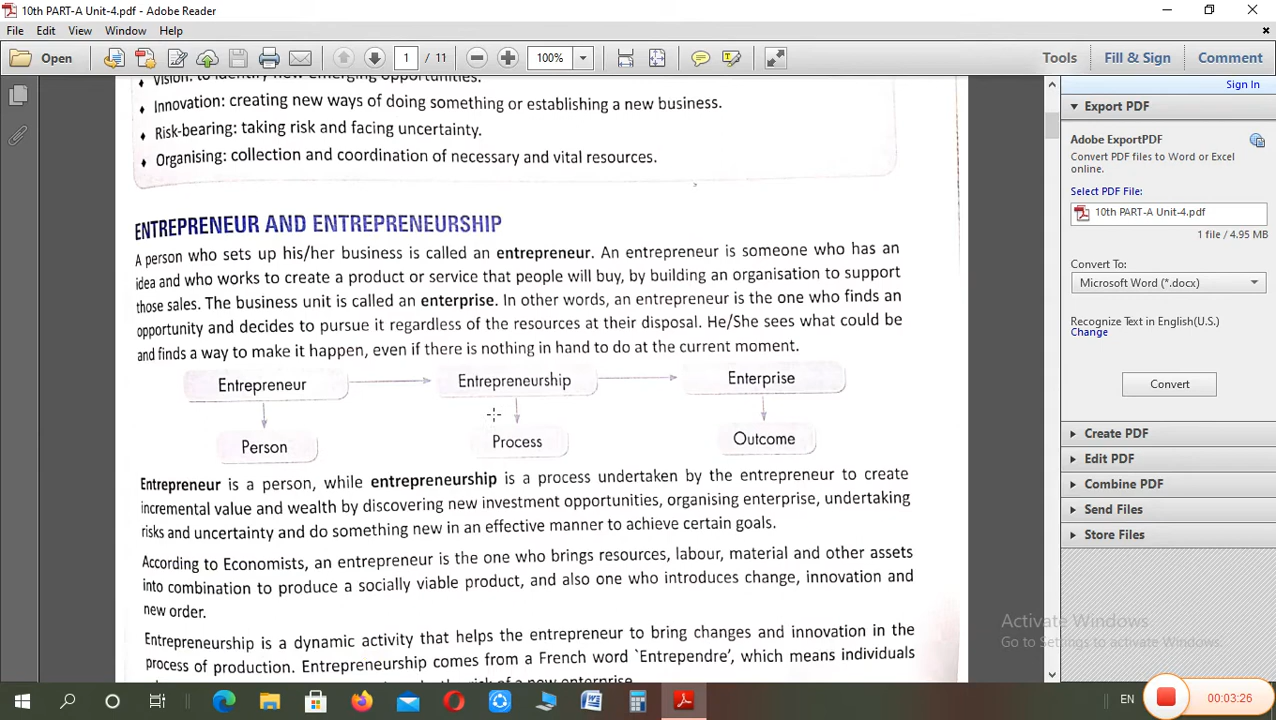 10th PART-A Unit-4.pdf - Adobe Reader
File Edit View Window Help
Open 1 / 11 100% Tools Fill & Sign Comment
Sign In
Vision: to identify new emerging opportunities.
Innovation: creating new ways of doing something or establishing a new business.
Risk-bearing: taking risk and facing uncertainty.
Organising: collection and coordination of necessary and vital resources.
ENTREPRENEUR AND ENTREPRENEURSHIP
A person who sets up his/her business is called an entrepreneur. An entrepreneur is someone who has an
idea and who works to create a product or service that people will buy, by building an organisation to support
those sales. The business unit is called an enterprise. In other words, an entrepreneur is the one who finds an
opportunity and decides to pursue it regardless of the resources at their disposal. He/She sees what could be
and finds a way to make it happen, even if there is nothing in hand to do at the current moment.
Entrepreneur Entrepreneurship Enterprise
Person Process Outcome
Entrepreneur is a person, while entrepreneurship is a process undertaken by the entrepreneur to create
incremental value and wealth by discovering new investment opportunities, organising enterprise, undertaking
risks and uncertainty and do something new in an effective manner to achieve certain goals.
According to Economists, an entrepreneur is the one who brings resources, labour, material and other assets
into combination to produce a socially viable product, and also one who introduces change, innovation and
new order.
Entrepreneurship is a dynamic activity that helps the entrepreneur to bring changes and innovation in the
process of production. Entrepreneurship comes from a French word `Entrependre', which means individuals
risk of a new enterprise.
Export PDF
Adobe ExportPDF
Convert PDF files to Word or Excel
online.
Select PDF File:
10th PART-A Unit-4.pdf
1 file / 4.95 MB
Convert To:
Microsoft Word (*.docx)
Recognize Text in English(U.S.)
Change
Convert
Create PDF
Edit PDF
Combine PDF
Send Files
Store Files
Activate Windows
Go to Settings to activate Windows.
EN 00:03:26